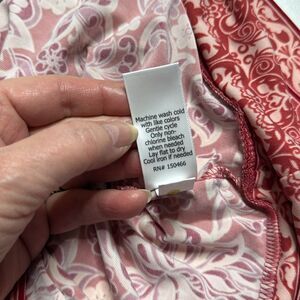 Machine wash cold
with like colors
Gentle cycle
Only non-
chlorine bleach
when needed
Lay flat to dry
Cool iron if needed
RN# 150466